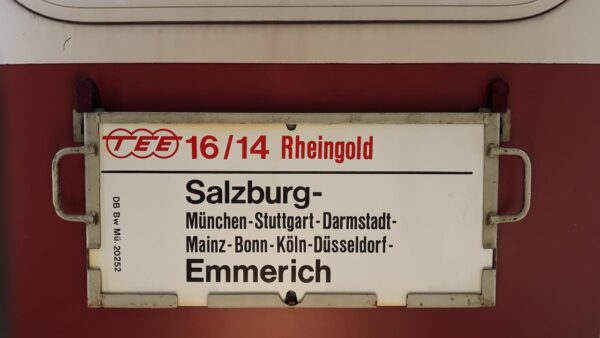 TEE 16/14 Rheingold
Salzburg-
München-Stuttgart-Darmstadt-
Mainz-Bonn-Köln-Düsseldorf-
Emmerich
DB Bw Mü. 20252